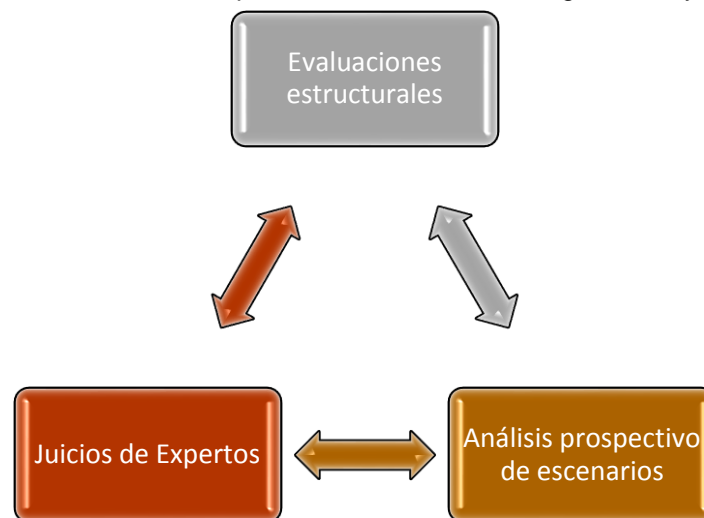 Evaluaciones
estructurales
Juicios de Expertos
Análisis prospectivo
de escenarios